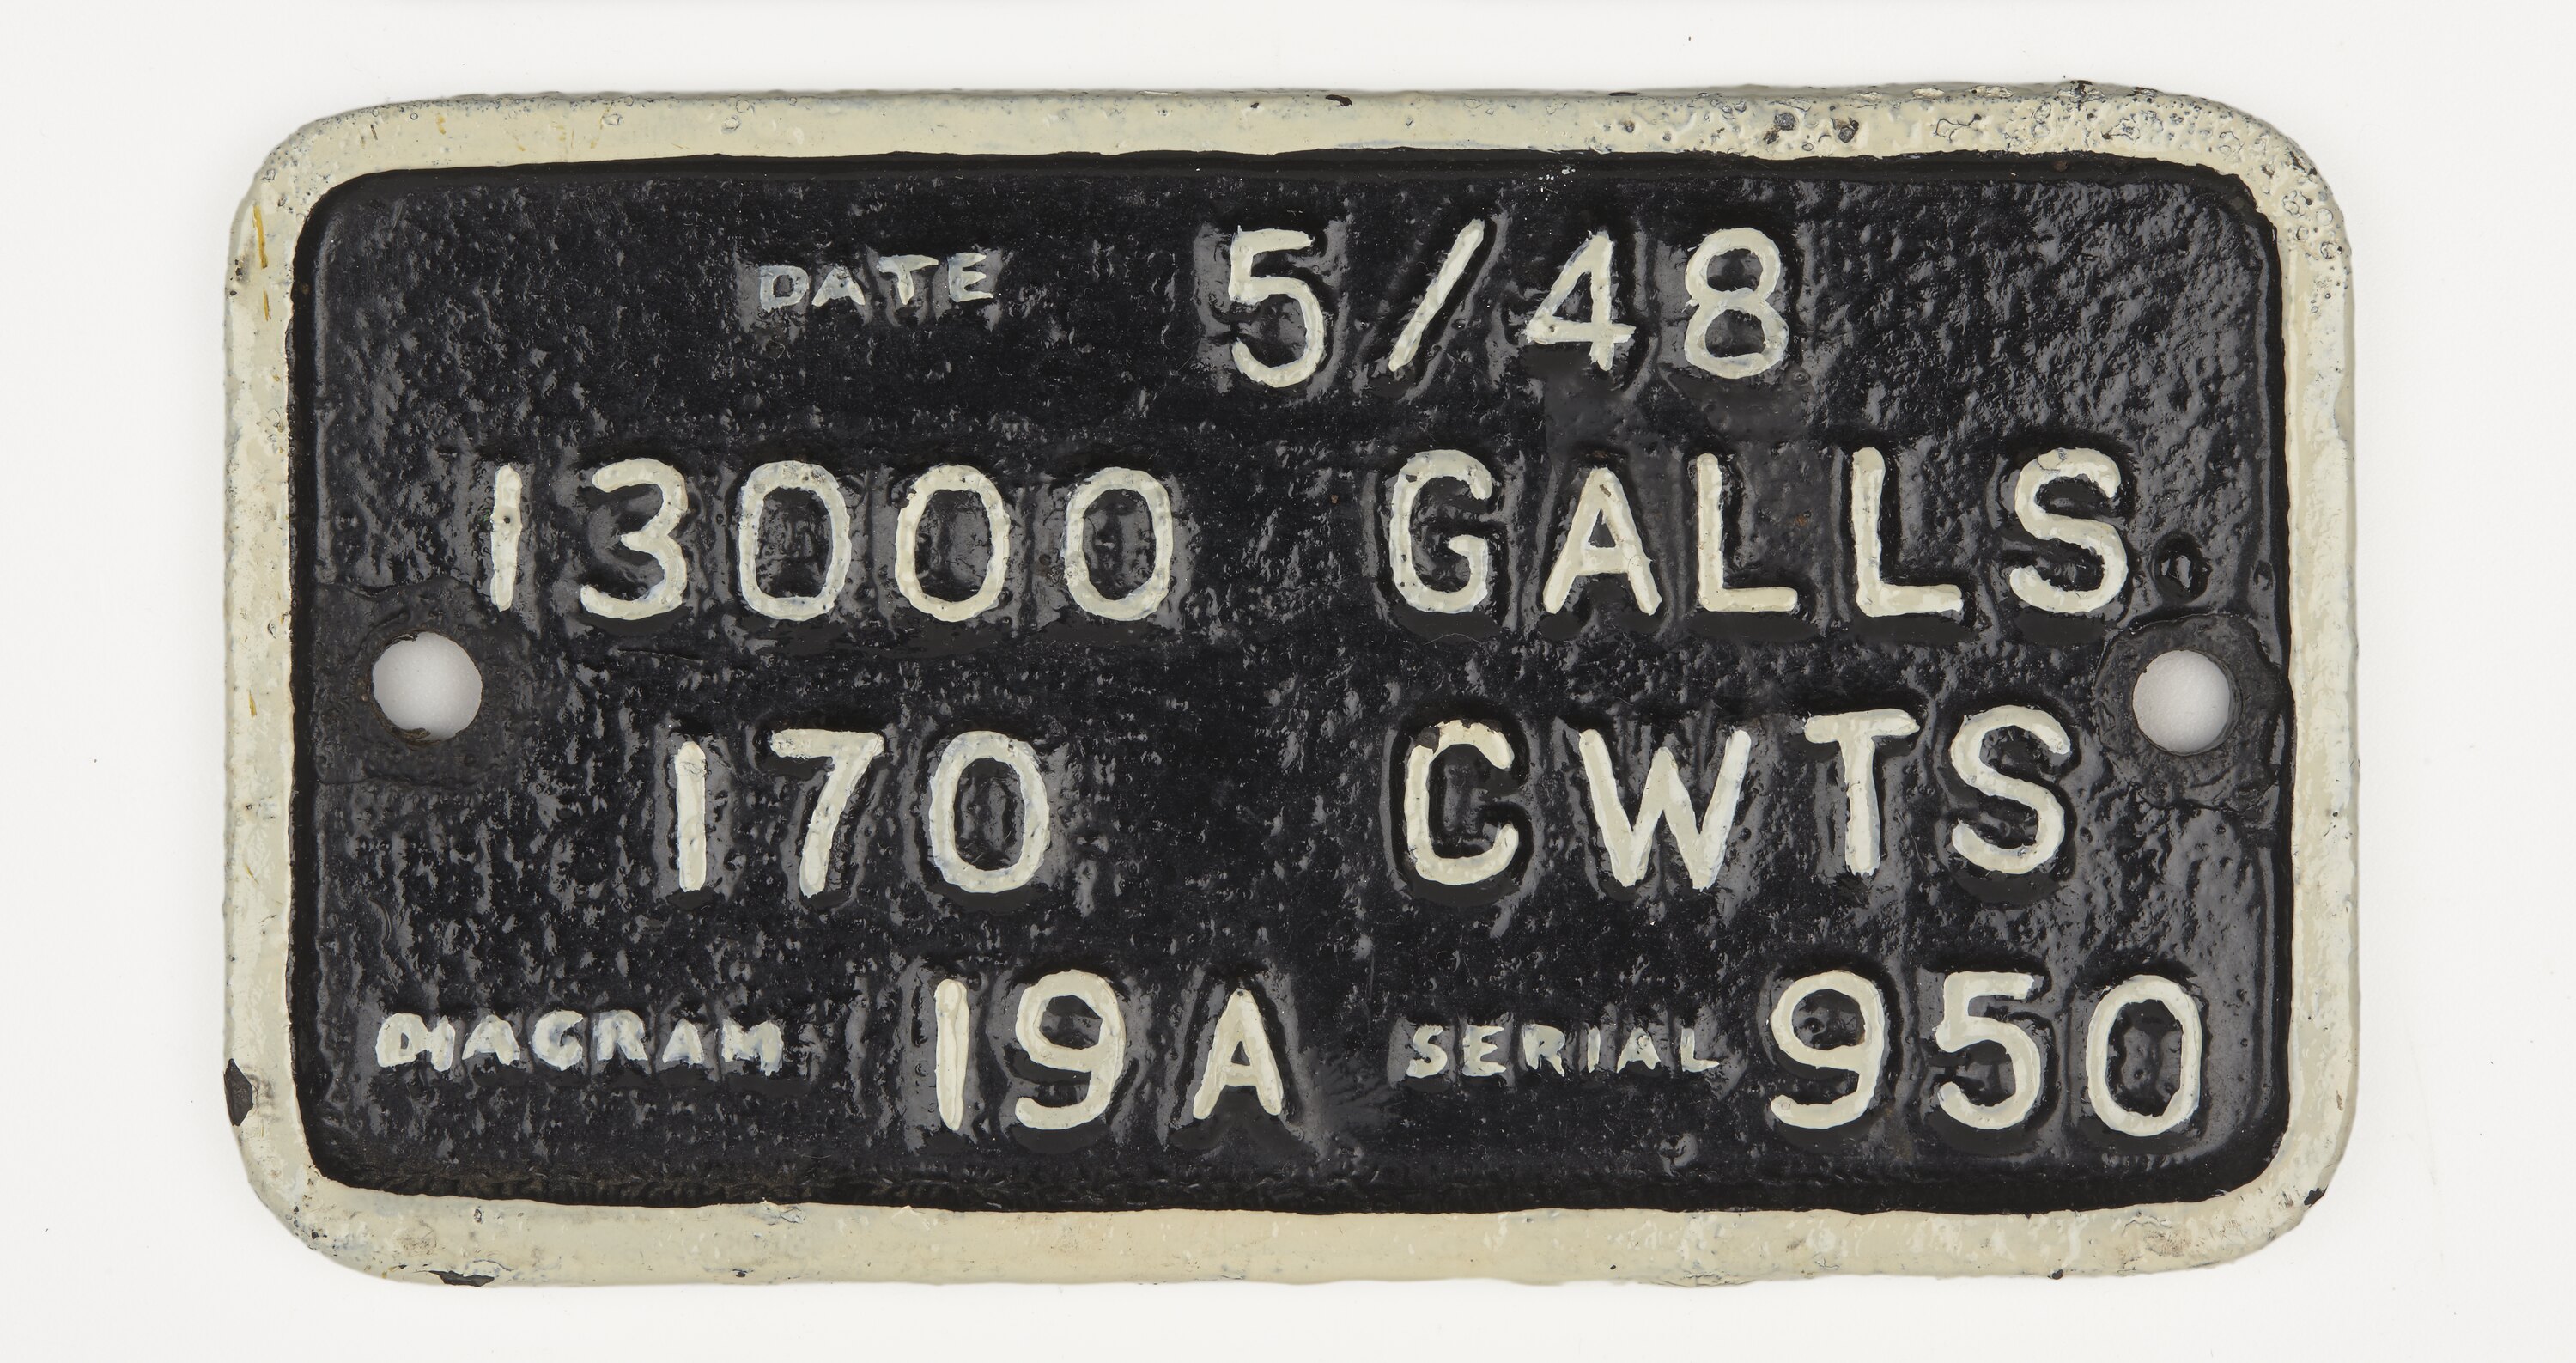 DATE 5/48
13000 GALLS.
170 CWTS
DIAGRAM 19A SERIAL 950